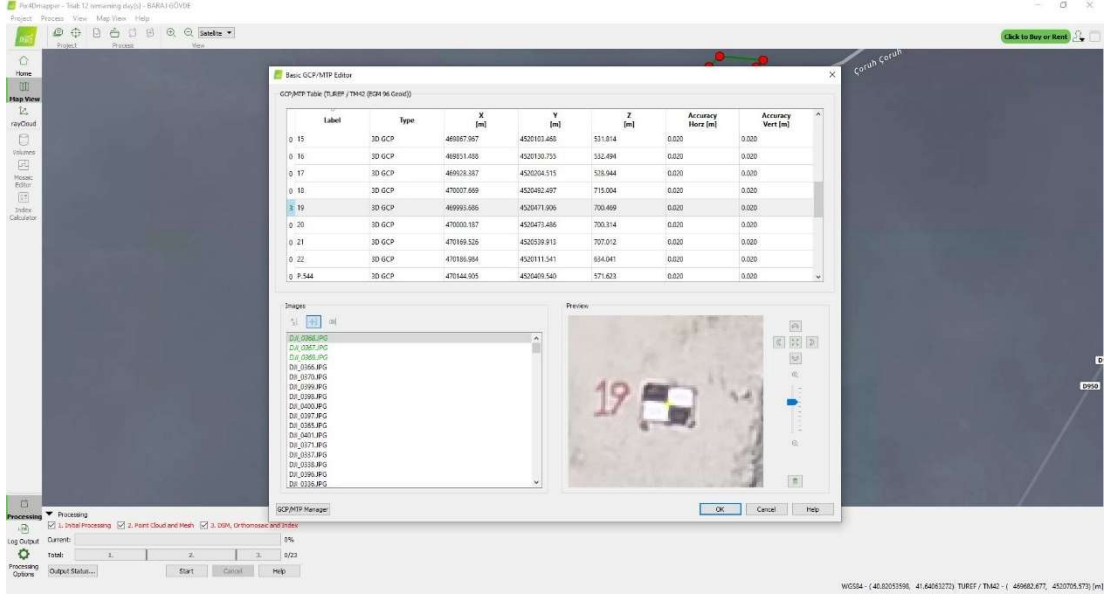 Pix4Dmapper - Trial: 12 remaining day(s) - BARAJ GÖVDE
Project Process View Map View Help
Satellite
Project Process View
Click to Buy or Rent
Home
Map View
rayCloud
Volumes
Mosaic Editor
Index Calculator
Çoruh Çoruh
D950
Basic GCP/MTP Editor
GCP/MTP Table (TUREF / TM42 (EGM 96 Geoid))
Label Type X [m] Y [m] Z [m] Accuracy Horz [m] Accuracy Vert [m]
0 15 3D GCP 469867.967 4520103.468 531.014 0.020 0.020
0 16 3D GCP 469851.488 4520130.755 532.494 0.020 0.020
0 17 3D GCP 469928.387 4520204.515 528.944 0.020 0.020
0 18 3D GCP 470007.669 4520492.497 715.004 0.020 0.020
19 3D GCP 469993.686 4520471.906 700.469 0.020 0.020
0 20 3D GCP 470000.187 4520473.486 700.314 0.020 0.020
0 21 3D GCP 470169.526 4520539.913 707.012 0.020 0.020
0 22 3D GCP 470186.984 4520111.541 634.041 0.020 0.020
0 P.544 3D GCP 470144.905 4520409.540 571.623 0.020 0.020
Images
DJI_0368.JPG
DJI_0367.JPG
DJI_0369.JPG
DJI_0366.JPG
DJI_0370.JPG
DJI_0399.JPG
DJI_0398.JPG
DJI_0400.JPG
DJI_0397.JPG
DJI_0365.JPG
DJI_0401.JPG
DJI_0371.JPG
DJI_0337.JPG
DJI_0338.JPG
DJI_0396.JPG
DJI_0336.JPG
Preview
19
GCP/MTP Manager
OK Cancel Help
Processing
Log Output
Processing Options
Processing
1. Initial Processing 2. Point Cloud and Mesh 3. DSM, Orthomosaic and Index
Current: 0%
Total: 1. 2. 3. 0/23
Output Status... Start Cancel Help
WGS84 - ( 40.82053598, 41.64063272) TUREF / TM42 - ( 469682.677, 4520705.573) [m]